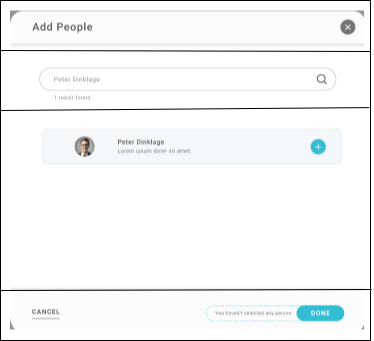 Add People
Peter Dinklage
1 result found
Peter Dinklage
Lorem ipsum doler sit amet.
CANCEL
You haven't selected any person
DONE